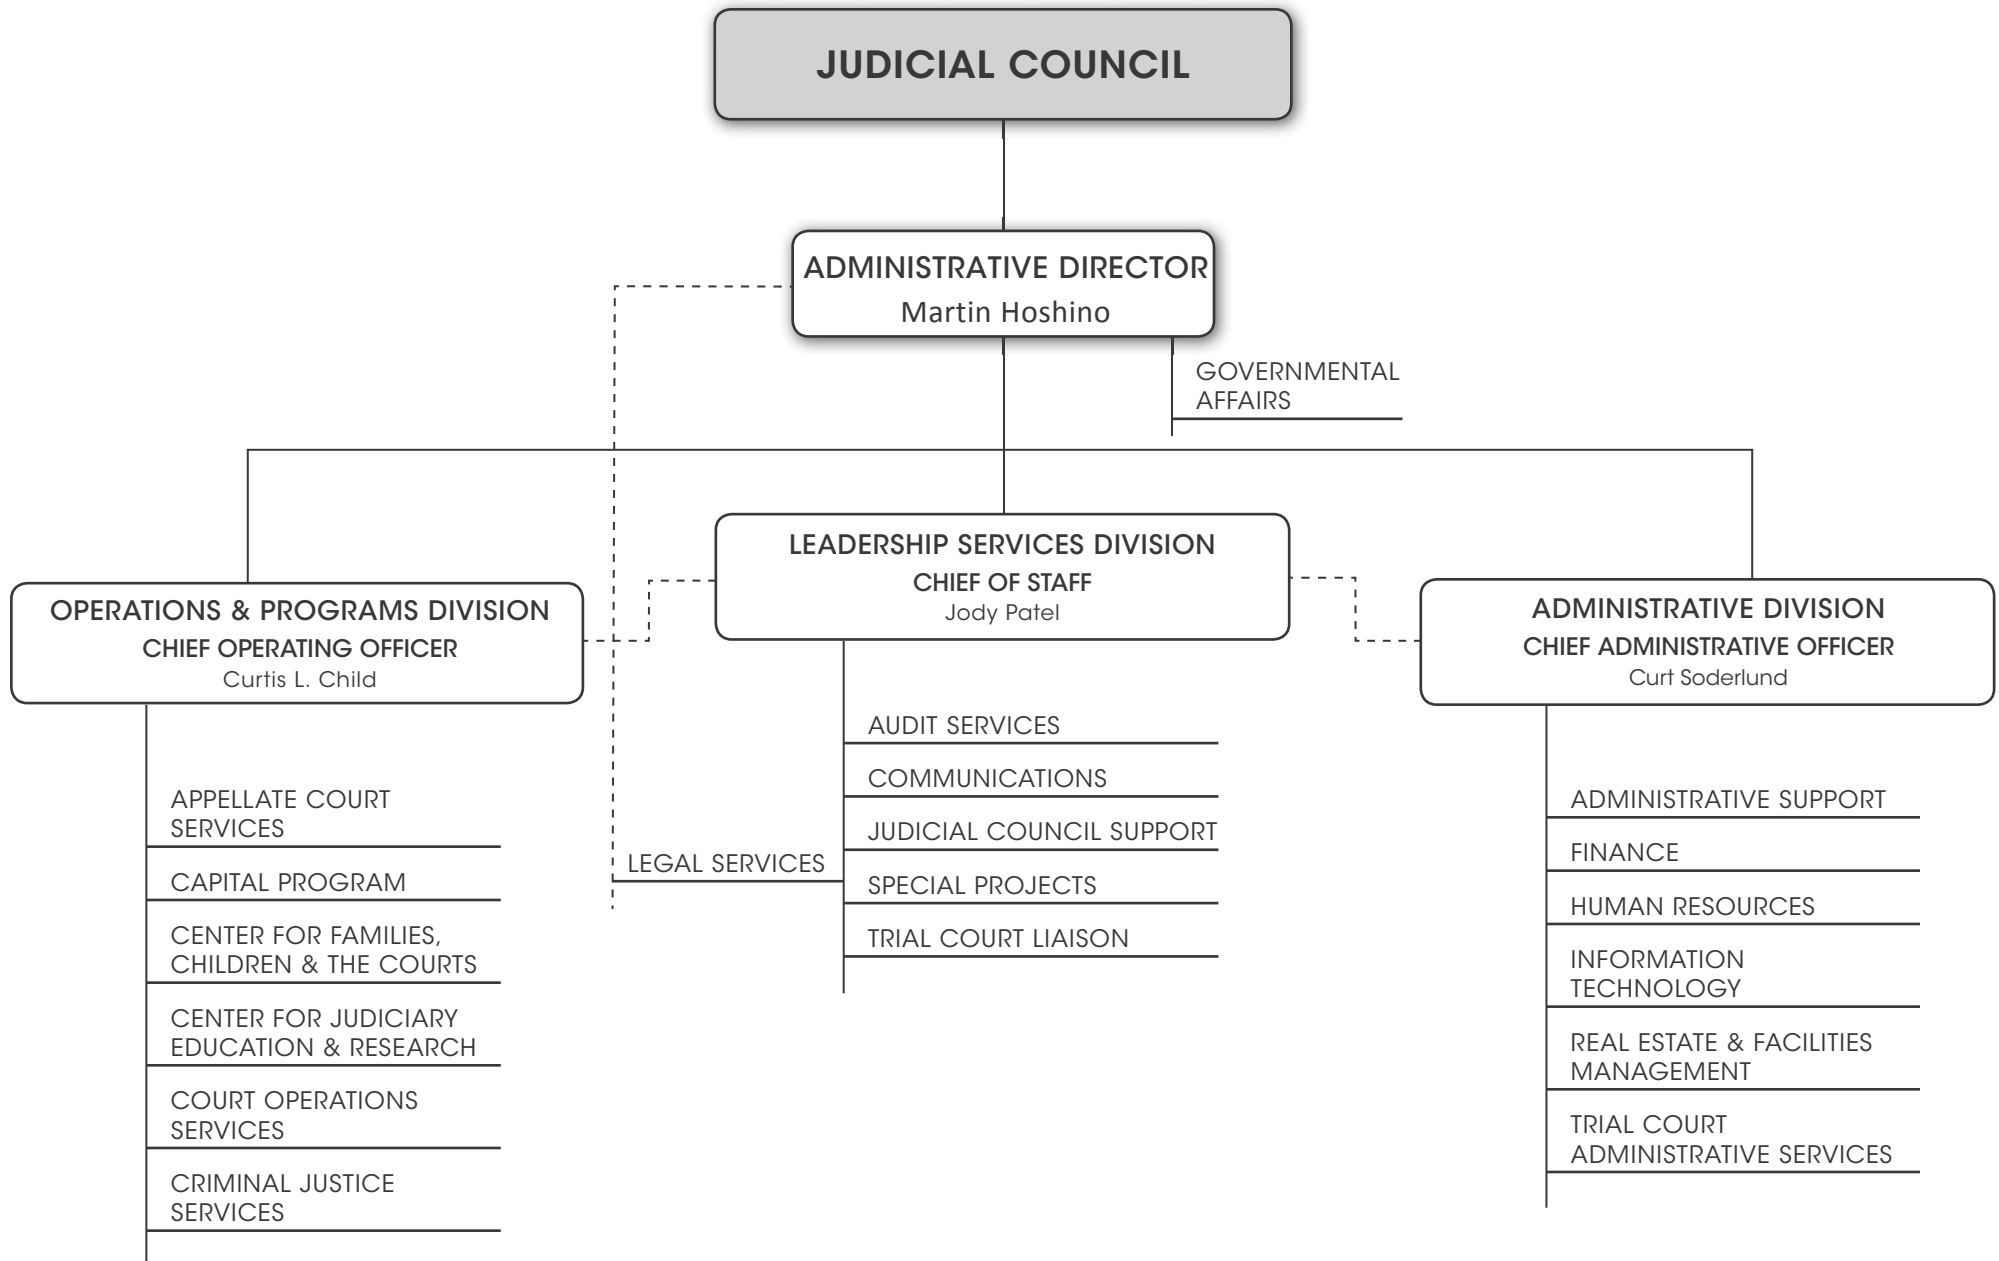 JUDICIAL COUNCIL
ADMINISTRATIVE DIRECTOR
Martin Hoshino
GOVERNMENTAL
AFFAIRS
OPERATIONS & PROGRAMS DIVISION
CHIEF OPERATING OFFICER
Curtis L. Child
APPELLATE COURT
SERVICES
CAPITAL PROGRAM
CENTER FOR FAMILIES,
CHILDREN & THE COURTS
CENTER FOR JUDICIARY
EDUCATION & RESEARCH
COURT OPERATIONS
SERVICES
CRIMINAL JUSTICE
SERVICES
LEADERSHIP SERVICES DIVISION
CHIEF OF STAFF
Jody Patel
LEGAL SERVICES
AUDIT SERVICES
COMMUNICATIONS
JUDICIAL COUNCIL SUPPORT
SPECIAL PROJECTS
TRIAL COURT LIAISON
ADMINISTRATIVE DIVISION
CHIEF ADMINISTRATIVE OFFICER
Curt Soderlund
ADMINISTRATIVE SUPPORT
FINANCE
HUMAN RESOURCES
INFORMATION
TECHNOLOGY
REAL ESTATE & FACILITIES
MANAGEMENT
TRIAL COURT
ADMINISTRATIVE SERVICES